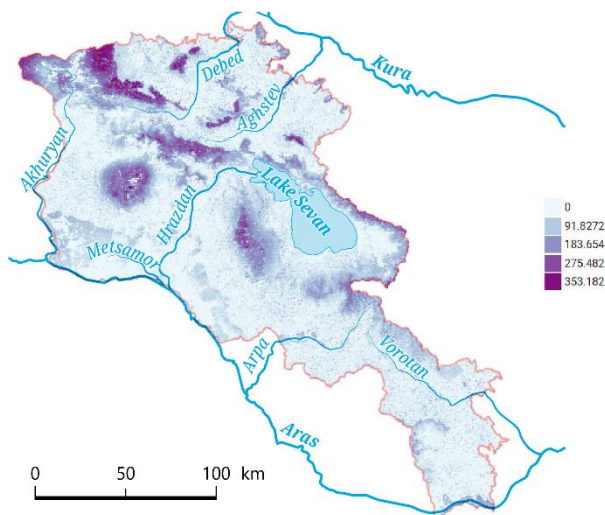 Kura
Debed
Aghstev
Akhuryan
Lake Sevan
Hrazdan
Metsamor
Arpa
Vorotan
Aras
0
91.8272
183.654
275.482
353.182
0 50 100 km